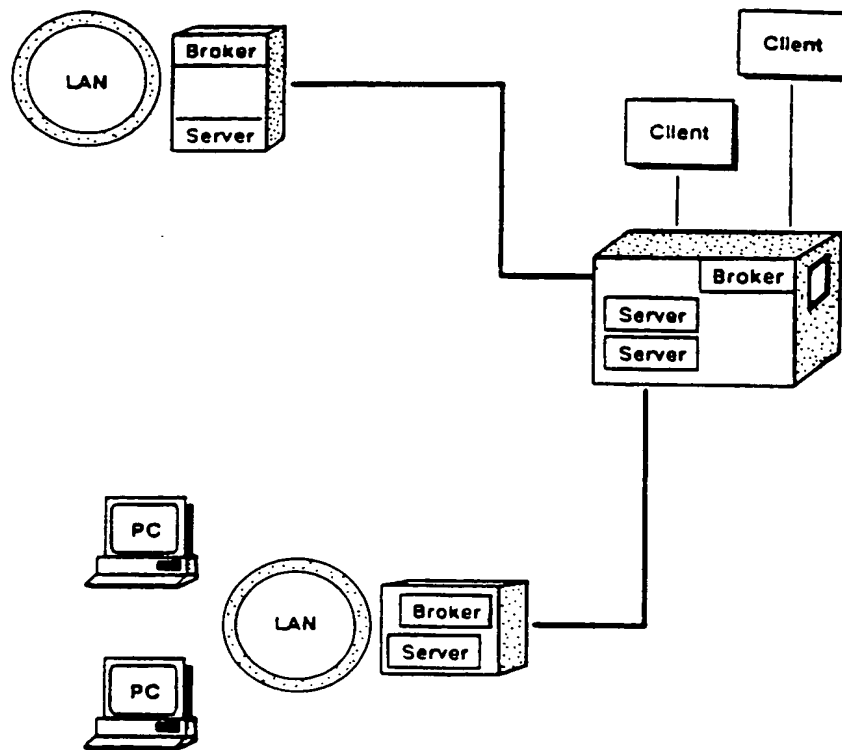 Broker
Client
LAN
Server
Client
Broker
Server
Server
PC
Broker
LAN
Server
PC